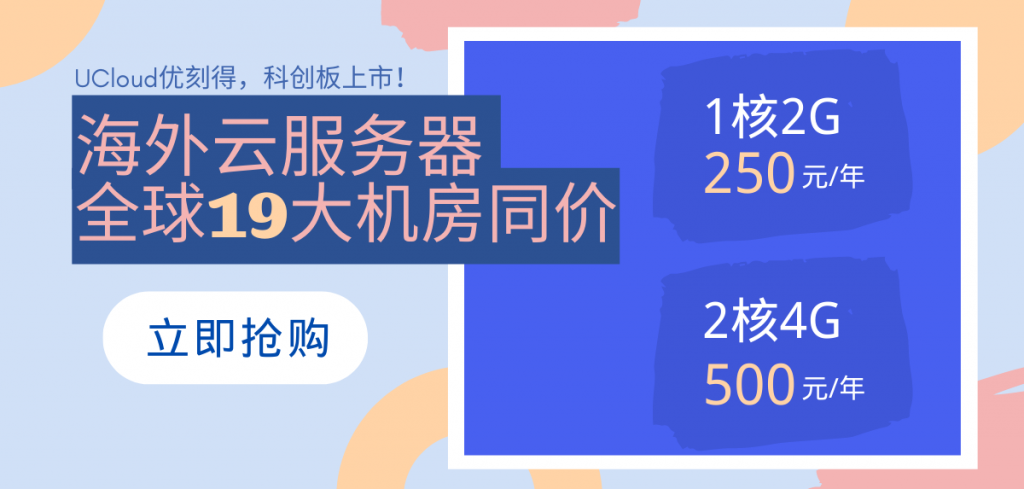 UCloud优刻得，科创板上市！
海外云服务器
全球19大机房同价
立即抢购
1核2G
250元/年
2核4G
500元/年